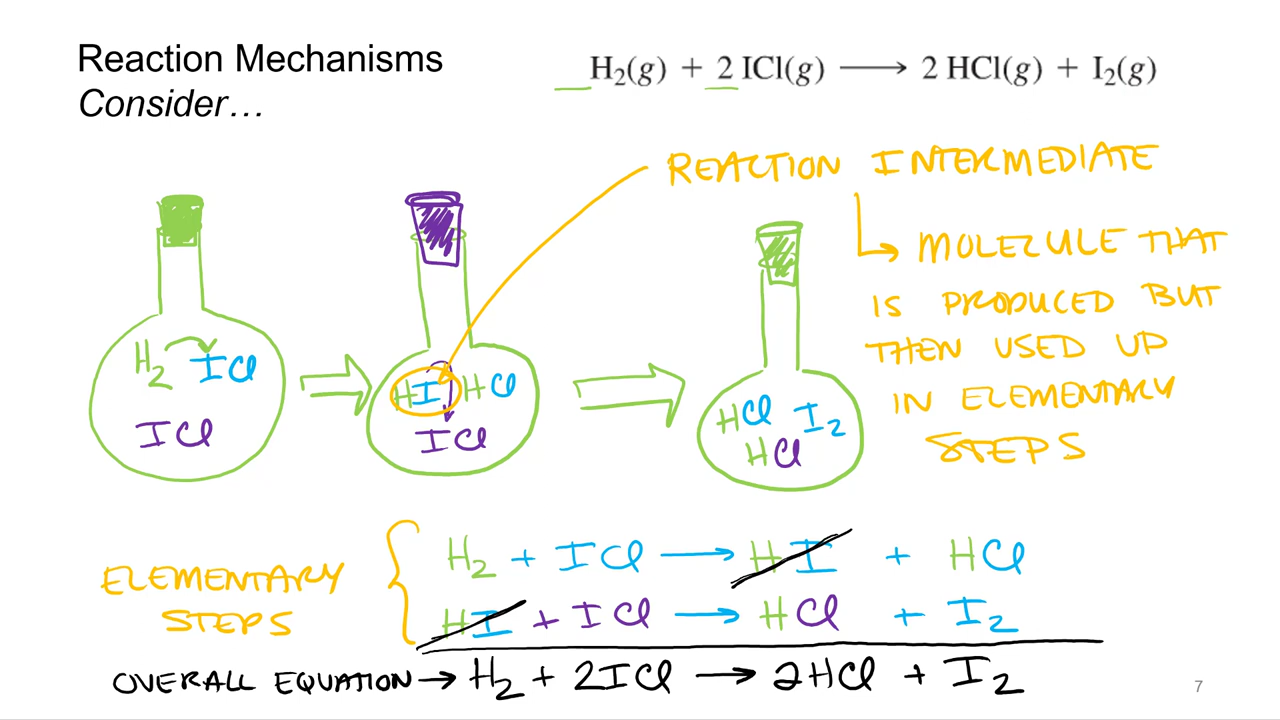 Reaction Mechanisms
Consider…
H₂(g) + 2 ICl(g) ⟶ 2 HCl(g) + I₂(g)
REACTION INTERMEDIATE
↳ MOLECULE THAT
IS PRODUCED BUT
THEN USED UP
IN ELEMENTARY
STEPS
H₂ ICl
ICl
HI HCl
ICl
HCl I₂
HCl
ELEMENTARY
STEPS
H₂ + ICl ⟶ HI + HCl
HI + ICl ⟶ HCl + I₂
OVERALL EQUATION → H₂ + 2ICl ⟶ 2HCl + I₂
7